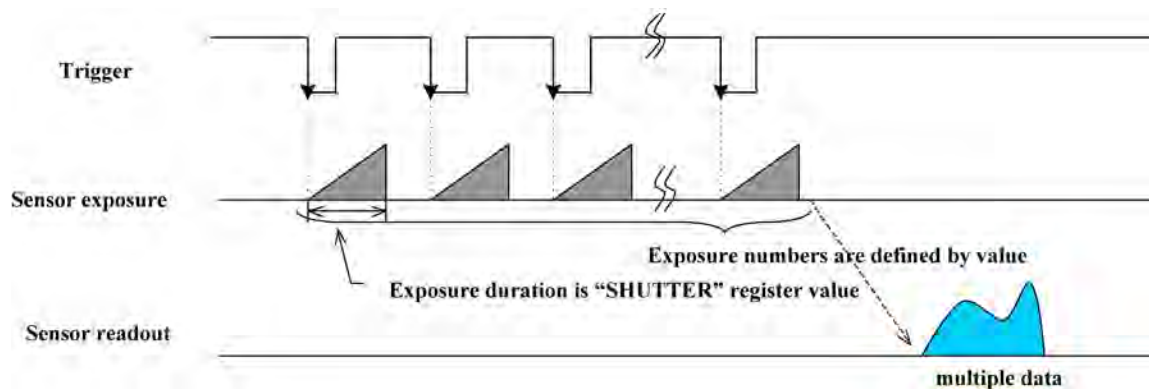 Trigger
Sensor exposure
Exposure numbers are defined by value
Exposure duration is “SHUTTER” register value
Sensor readout
multiple data